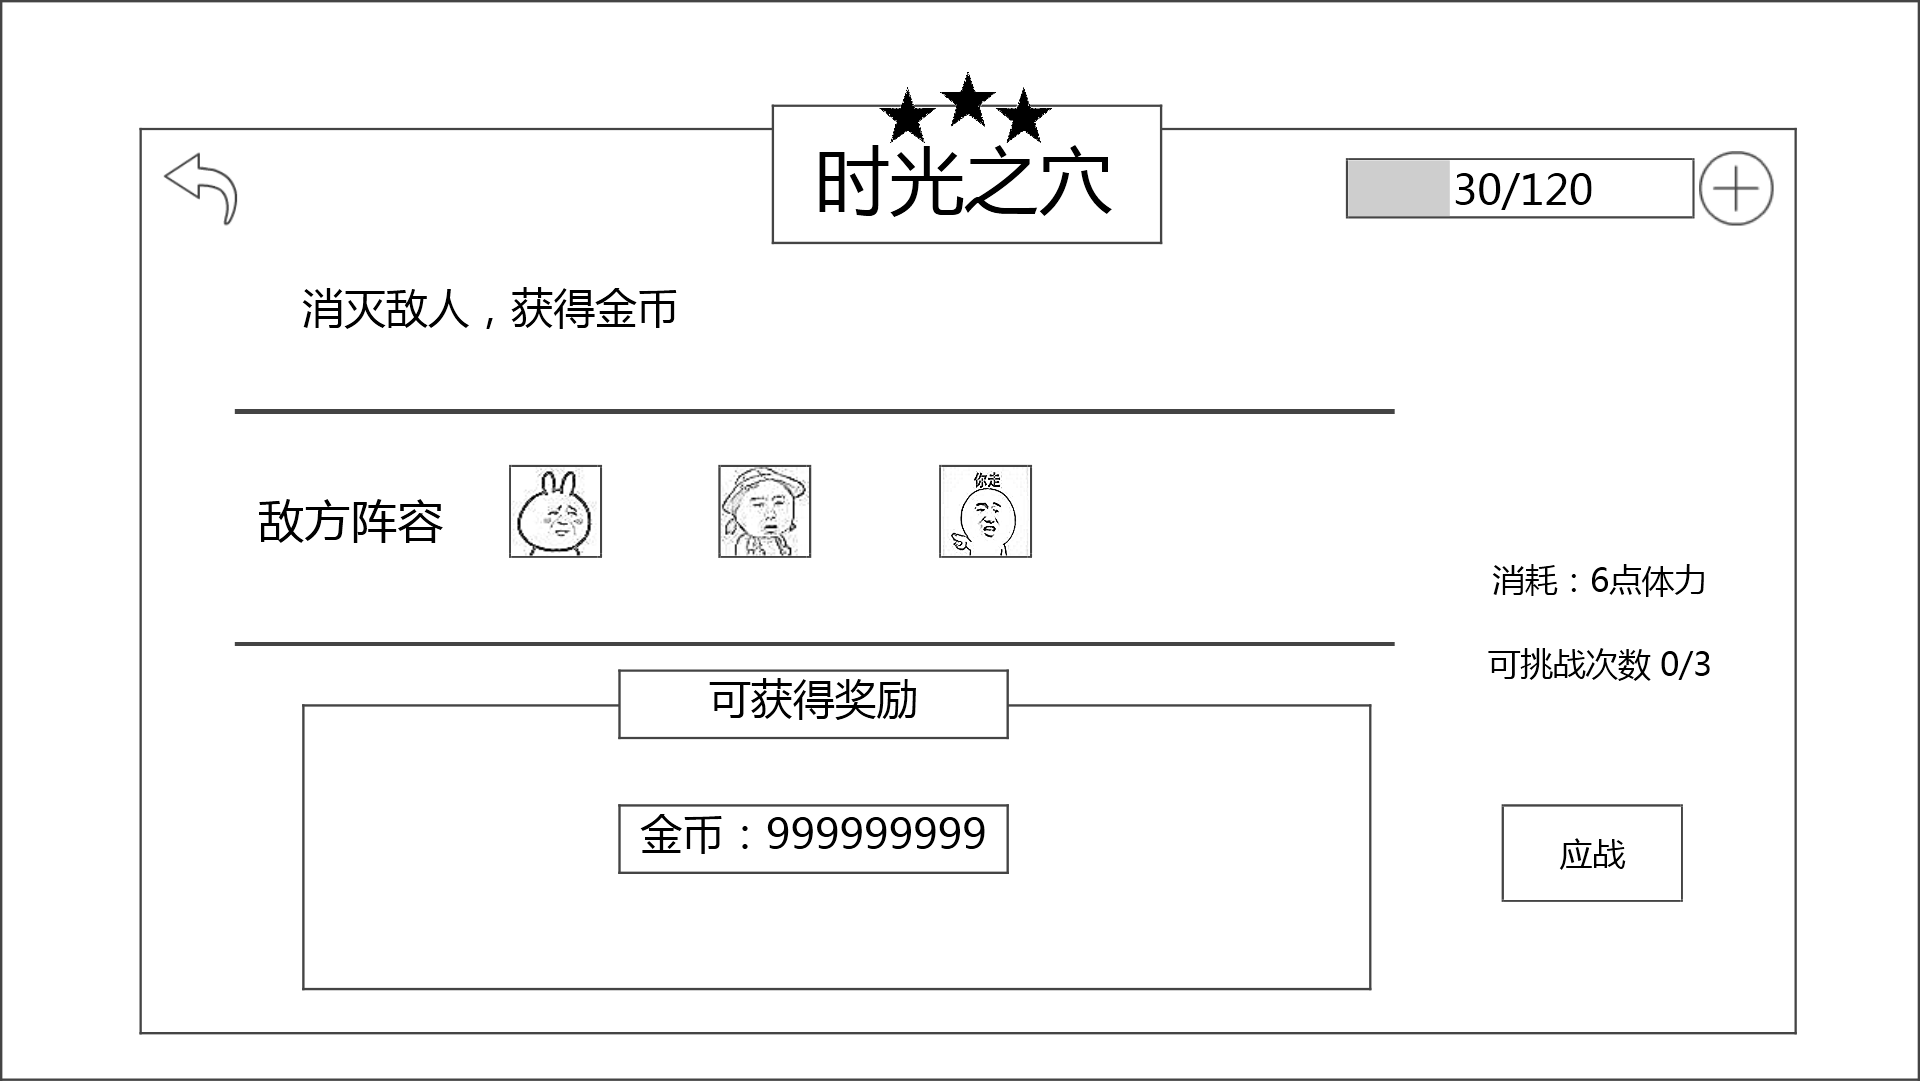 时光之穴
30/120
消灭敌人，获得金币
敌方阵容
你走
消耗：6点体力
可挑战次数 0/3
可获得奖励
金币：999999999
应战